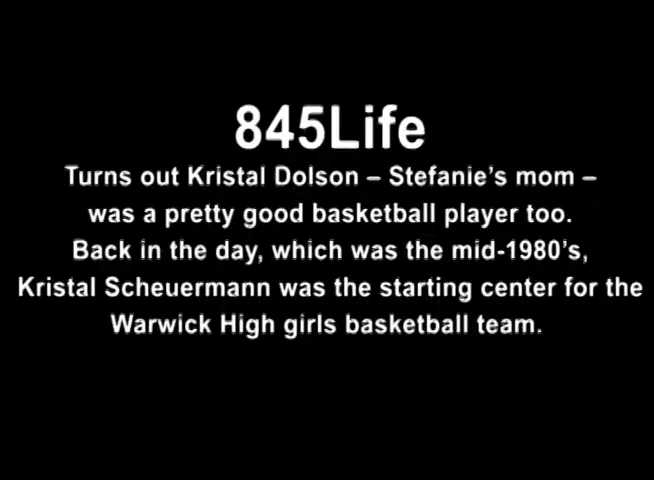 845Life
Turns out Kristal Dolson – Stefanie's mom –
was a pretty good basketball player too.
Back in the day, which was the mid-1980's,
Kristal Scheuermann was the starting center for the
Warwick High girls basketball team.